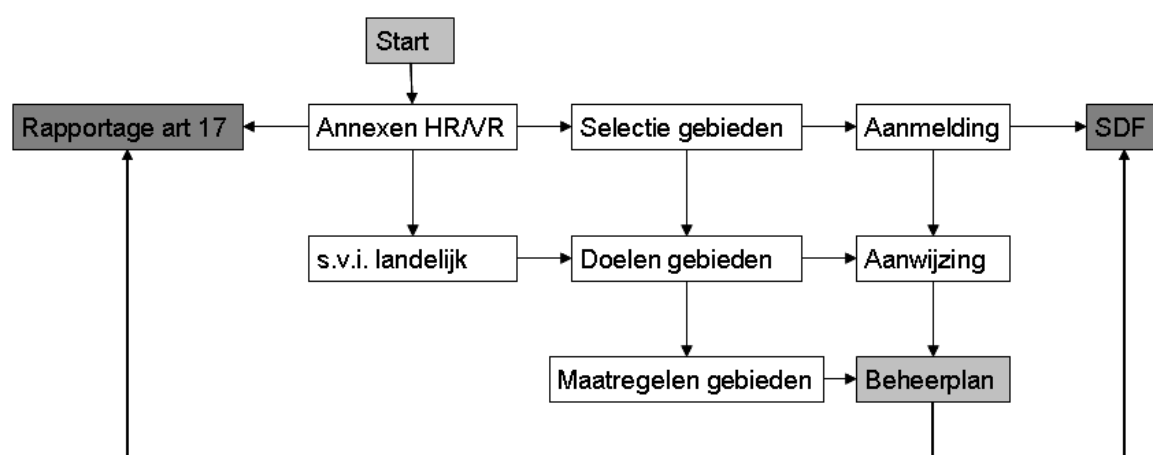 Start
Rapportage art 17
Annexen HR/VR
Selectie gebieden
Aanmelding
SDF
s.v.i. landelijk
Doelen gebieden
Aanwijzing
Maatregelen gebieden
Beheerplan